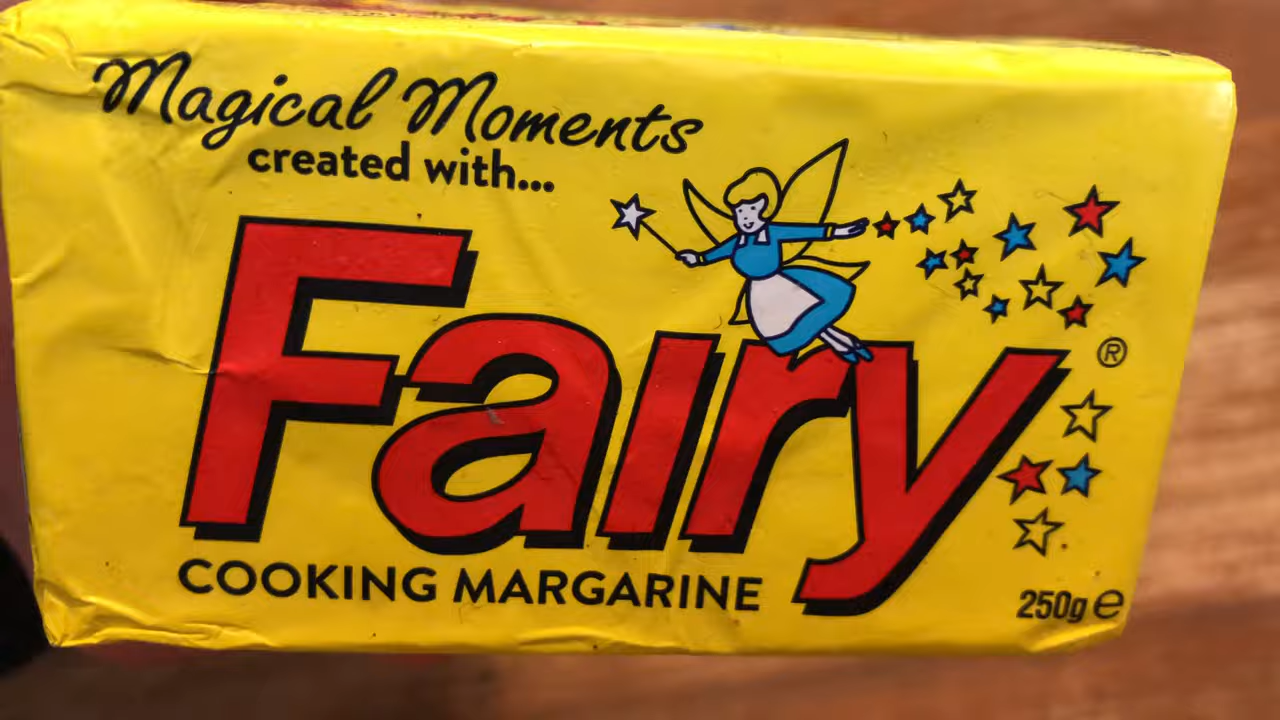 Magical Moments
created with...
Fairy ®
COOKING MARGARINE
250g ℮